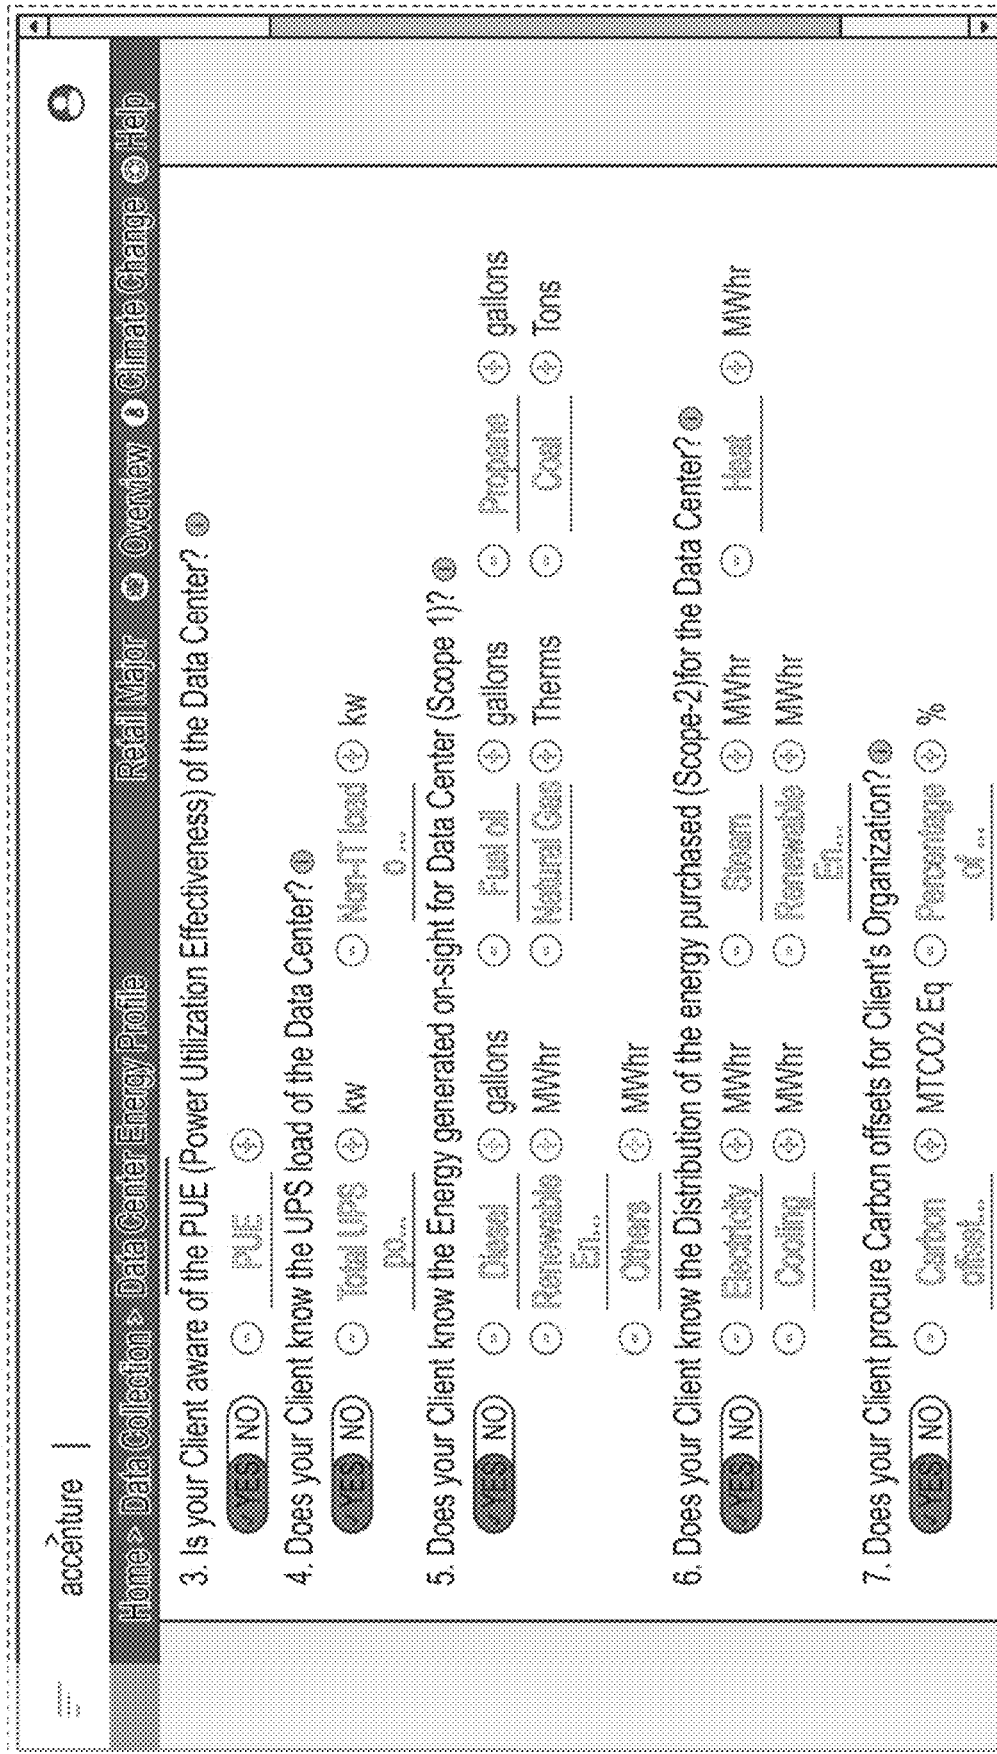 accenture
Home > Data Collection > Data Center Energy Profile Retail Major Overview Climate Change Help
3. Is your Client aware of the PUE (Power Utilization Effectiveness) of the Data Center?
YES NO - PUE +
4. Does your Client know the UPS load of the Data Center?
YES NO - Total UPS + kw - Non-IT load + kw
po... o...
5. Does your Client know the Energy generated on-sight for Data Center (Scope 1)?
YES NO - Diesel + gallons - Fuel oil + gallons - Propane + gallons
- Renewable + MWhr - Natural Gas + Therms - Coal + Tons
En...
- Others + MWhr
6. Does your Client know the Distribution of the energy purchased (Scope-2)for the Data Center?
YES NO - Electricity + MWhr - Steam + MWhr - Heat + MWhr
- Cooling + MWhr - Renewable + MWhr
En...
7. Does your Client procure Carbon offsets for Client's Organization?
YES NO - Carbon + MTCO2 Eq - Percentage + %
offset... of...